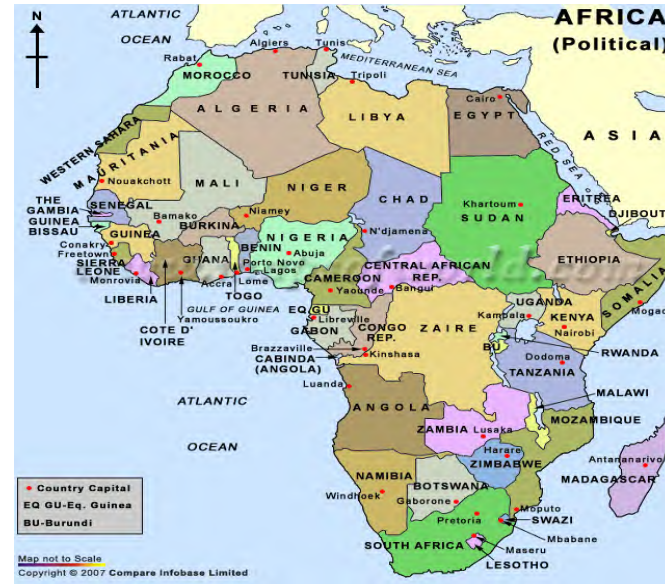 AFRICA
(Political)
N
ATLANTIC
OCEAN
Algiers
Tunis
MEDITERRANEAN SEA
Rabat
MOROCCO
TUNISIA
Tripoli
ALGERIA
LIBYA
Cairo
EGYPT
ASIA
RED SEA
WESTERN SAHARA
MAURITANIA
Nouakchott
MALI
NIGER
CHAD
Khartoum
SUDAN
ERITREA
DJIBOUTI
THE
GAMBIA
SENEGAL
GUINEA
BISSAU
Bamako
BURKINA
Niamey
N'djamena
GUINEA
Conakry
Freetown
SIERRA
LEONE
Monrovia
LIBERIA
GHANA
BENIN
NIGERIA
Abuja
Porto Novo
Lagos
Accra
Lome
TOGO
COTE D'
IVOIRE
Yamoussoukro
GULF OF GUINEA
CENTRAL AFRICAN
REP.
Bangui
CAMEROON
Yaounde
ETHIOPIA
SOMALIA
Mogad
EQ GU
Librewille
GABON
CONGO
REP.
ZAIRE
UGANDA
Kampala
KENYA
Nairobi
BU
RWANDA
Brazzaville
Kinshasa
CABINDA
(ANGOLA)
Dodoma
TANZANIA
Luanda
MALAWI
ATLANTIC
OCEAN
ANGOLA
ZAMBIA
Lusaka
MOZAMBIQUE
Harare
ZIMBABWE
Antananarivo
MADAGASCAR
NAMIBIA
Windhoek
BOTSWANA
Gaborone
Pretoria
Moputo
SWAZI
Mbabane
SOUTH AFRICA
Maseru
LESOTHO
Country Capital
EQ GU-Eq. Guinea
BU-Burundi
Map not to Scale
Copyright © 2007 Compare Infobase Limited